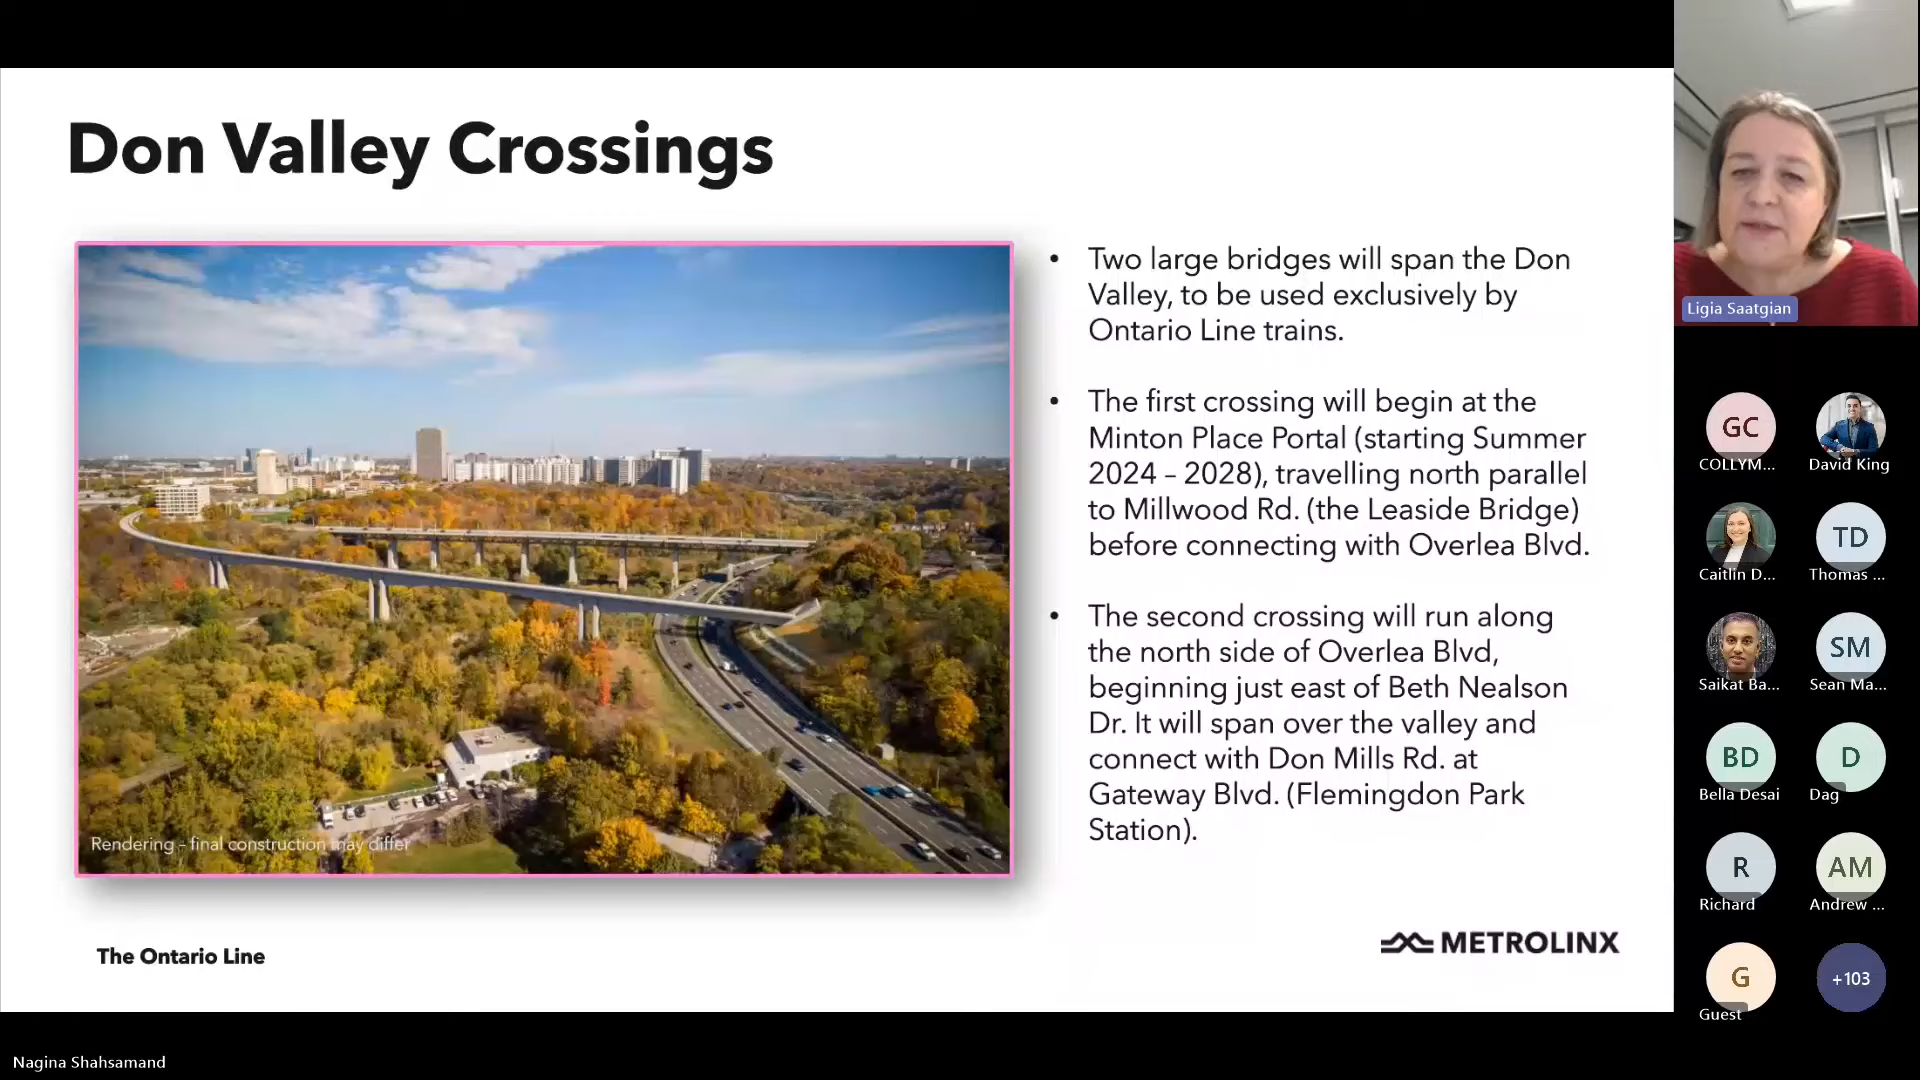 Don Valley Crossings
• Two large bridges will span the Don
Valley, to be used exclusively by
Ontario Line trains.
• The first crossing will begin at the
Minton Place Portal (starting Summer
2024 – 2028), travelling north parallel
to Millwood Rd. (the Leaside Bridge)
before connecting with Overlea Blvd.
• The second crossing will run along
the north side of Overlea Blvd,
beginning just east of Beth Nealson
Dr. It will span over the valley and
connect with Don Mills Rd. at
Gateway Blvd. (Flemingdon Park
Station).
Rendering – final construction may differ
The Ontario Line
METROLINX
Ligia Saatgian
GC
COLLYM...
David King
Caitlin D...
TD
Thomas ...
Saikat Ba...
SM
Sean Ma...
BD
Bella Desai
D
Dag
R
Richard
AM
Andrew ...
G
Guest
+103
Nagina Shahsamand